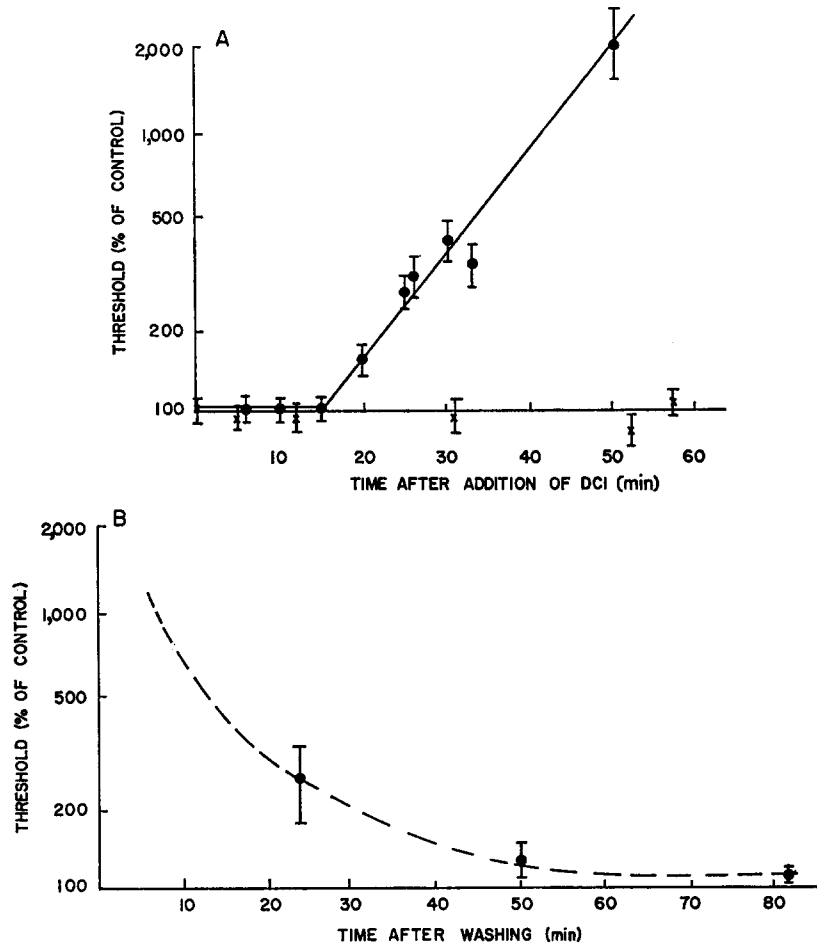 A
THRESHOLD (% OF CONTROL)
2,000
1,000
500
200
100
10 20 30 40 50 60
TIME AFTER ADDITION OF DCI (min)
B
THRESHOLD (% OF CONTROL)
2,000
1,000
500
200
100
10 20 30 40 50 60 70 80
TIME AFTER WASHING (min)